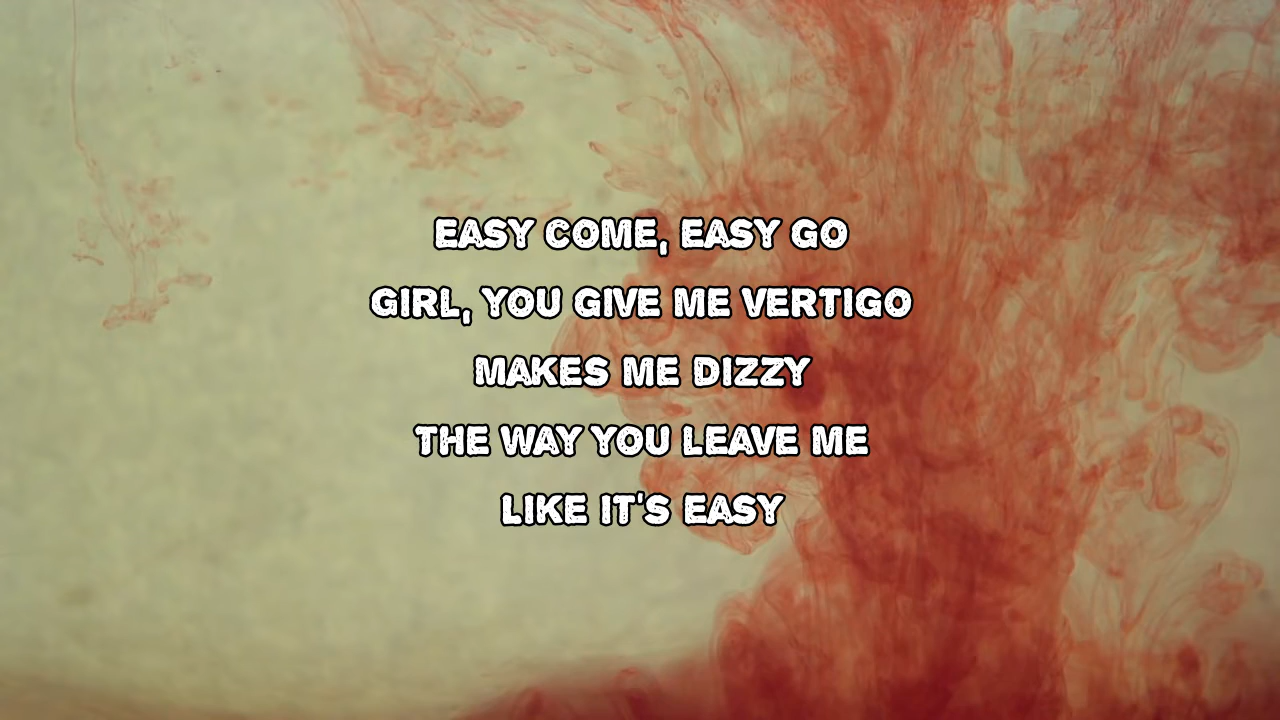 EASY COME, EASY GO
GIRL, YOU GIVE ME VERTIGO
MAKES ME DIZZY
THE WAY YOU LEAVE ME
LIKE IT'S EASY